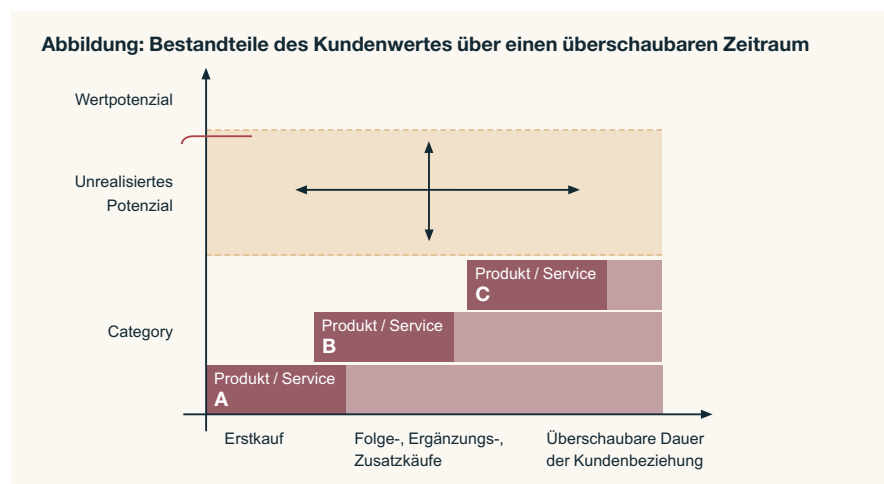 Abbildung: Bestandteile des Kundenwertes über einen überschaubaren Zeitraum
Wertpotenzial
Unrealisiertes
Potenzial
Category
Produkt / Service
C
Produkt / Service
B
Produkt / Service
A
Erstkauf
Folge-, Ergänzungs-,
Zusatzkäufe
Überschaubare Dauer
der Kundenbeziehung